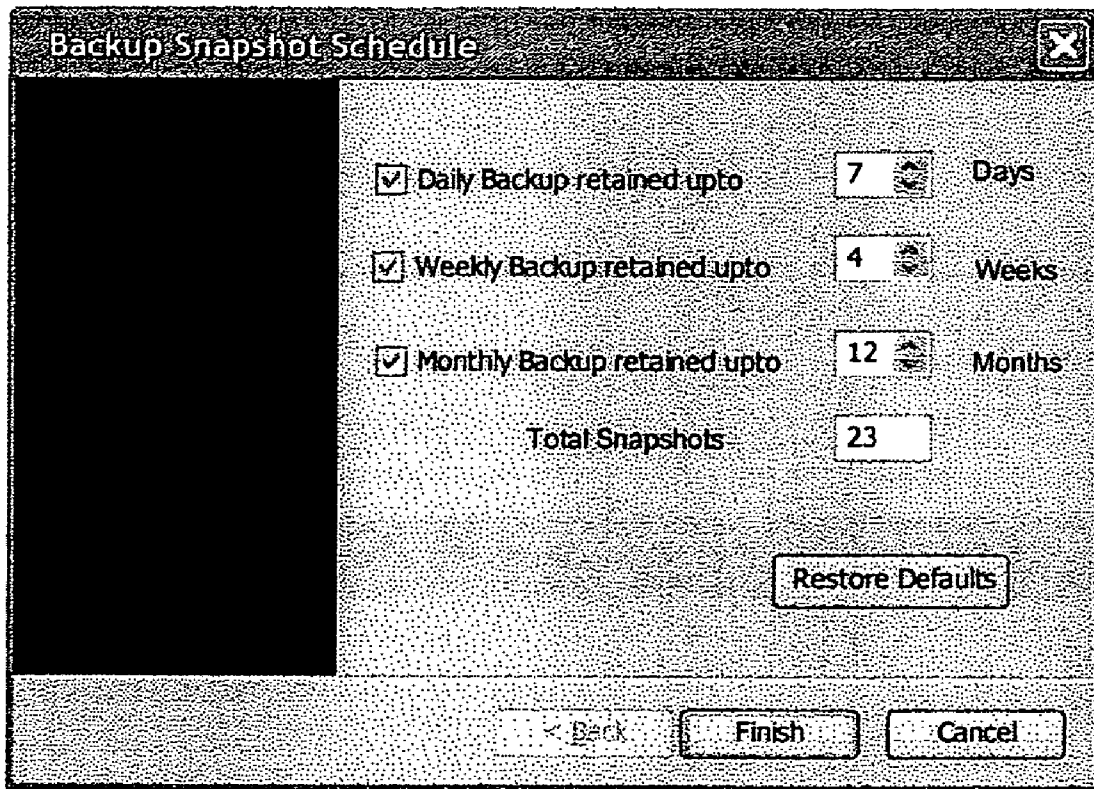 Backup Snapshot Schedule
Daily Backup retained upto 7 Days
Weekly Backup retained upto 4 Weeks
Monthly Backup retained upto 12 Months
Total Snapshots 23
Restore Defaults
< Back Finish Cancel